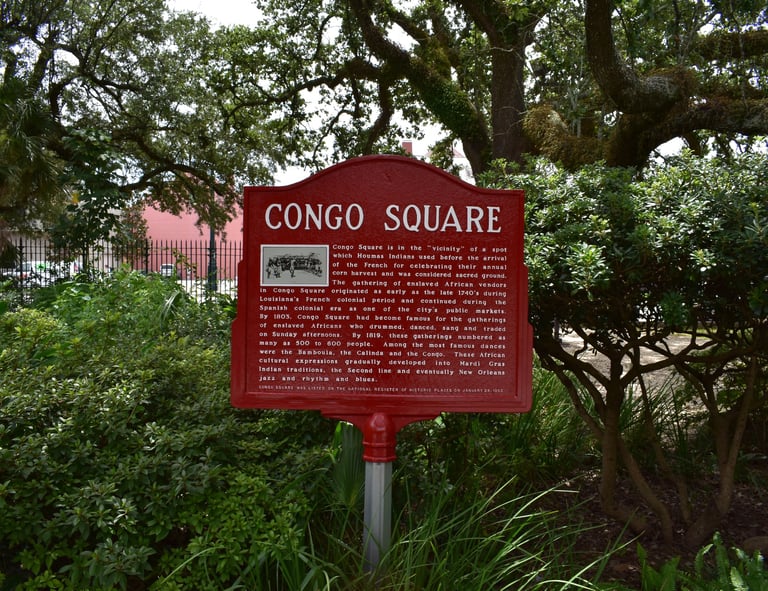 CONGO SQUARE
Congo Square is in the "vicinity" of a spot
which Houmas Indians used before the arrival
of the French for celebrating their annual
corn harvest and was considered sacred ground.
The gathering of enslaved African vendors
in Congo Square originated as early as the late 1740's during
Louisiana's French colonial period and continued during the
Spanish colonial era as one of the city's public markets.
By 1803, Congo Square had become famous for the gatherings
of enslaved Africans who drummed, danced, sang and traded
on Sunday afternoons. By 1819, these gatherings numbered as
many as 500 to 600 people. Among the most famous dances
were the Bamboula, the Calinda and the Congo. These African
cultural expressions gradually developed into Mardi Gras
Indian traditions, the Second line and eventually New Orleans
jazz and rhythm and blues.
CONGO SQUARE WAS LISTED ON THE NATIONAL REGISTER OF HISTORIC PLACES ON JANUARY 28, 1993.